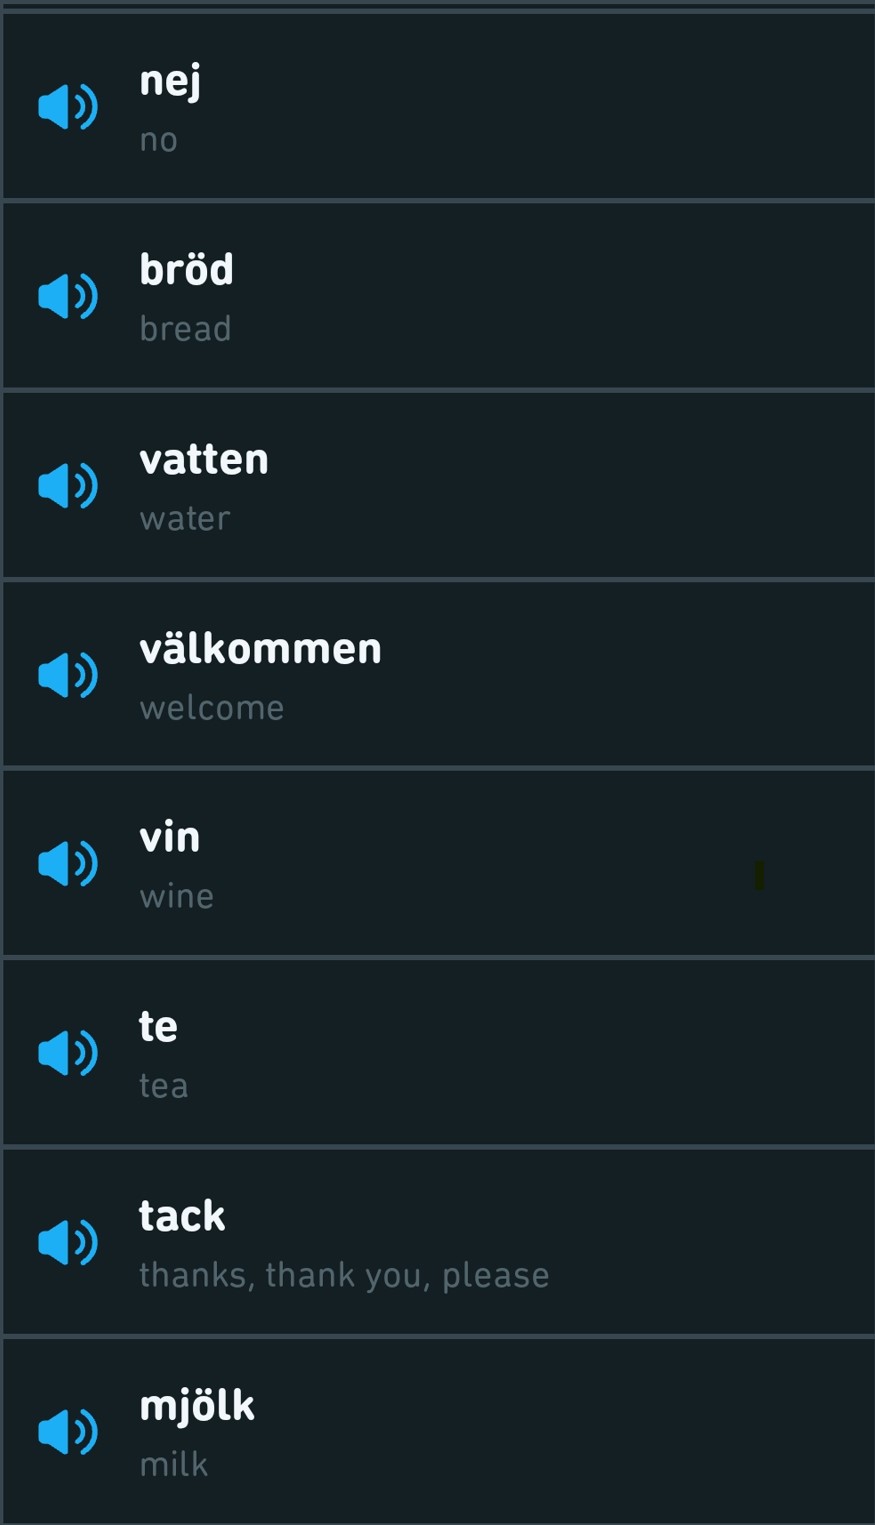 nej
no
bröd
bread
vatten
water
välkommen
welcome
vin
wine
te
tea
tack
thanks, thank you, please
mjölk
milk